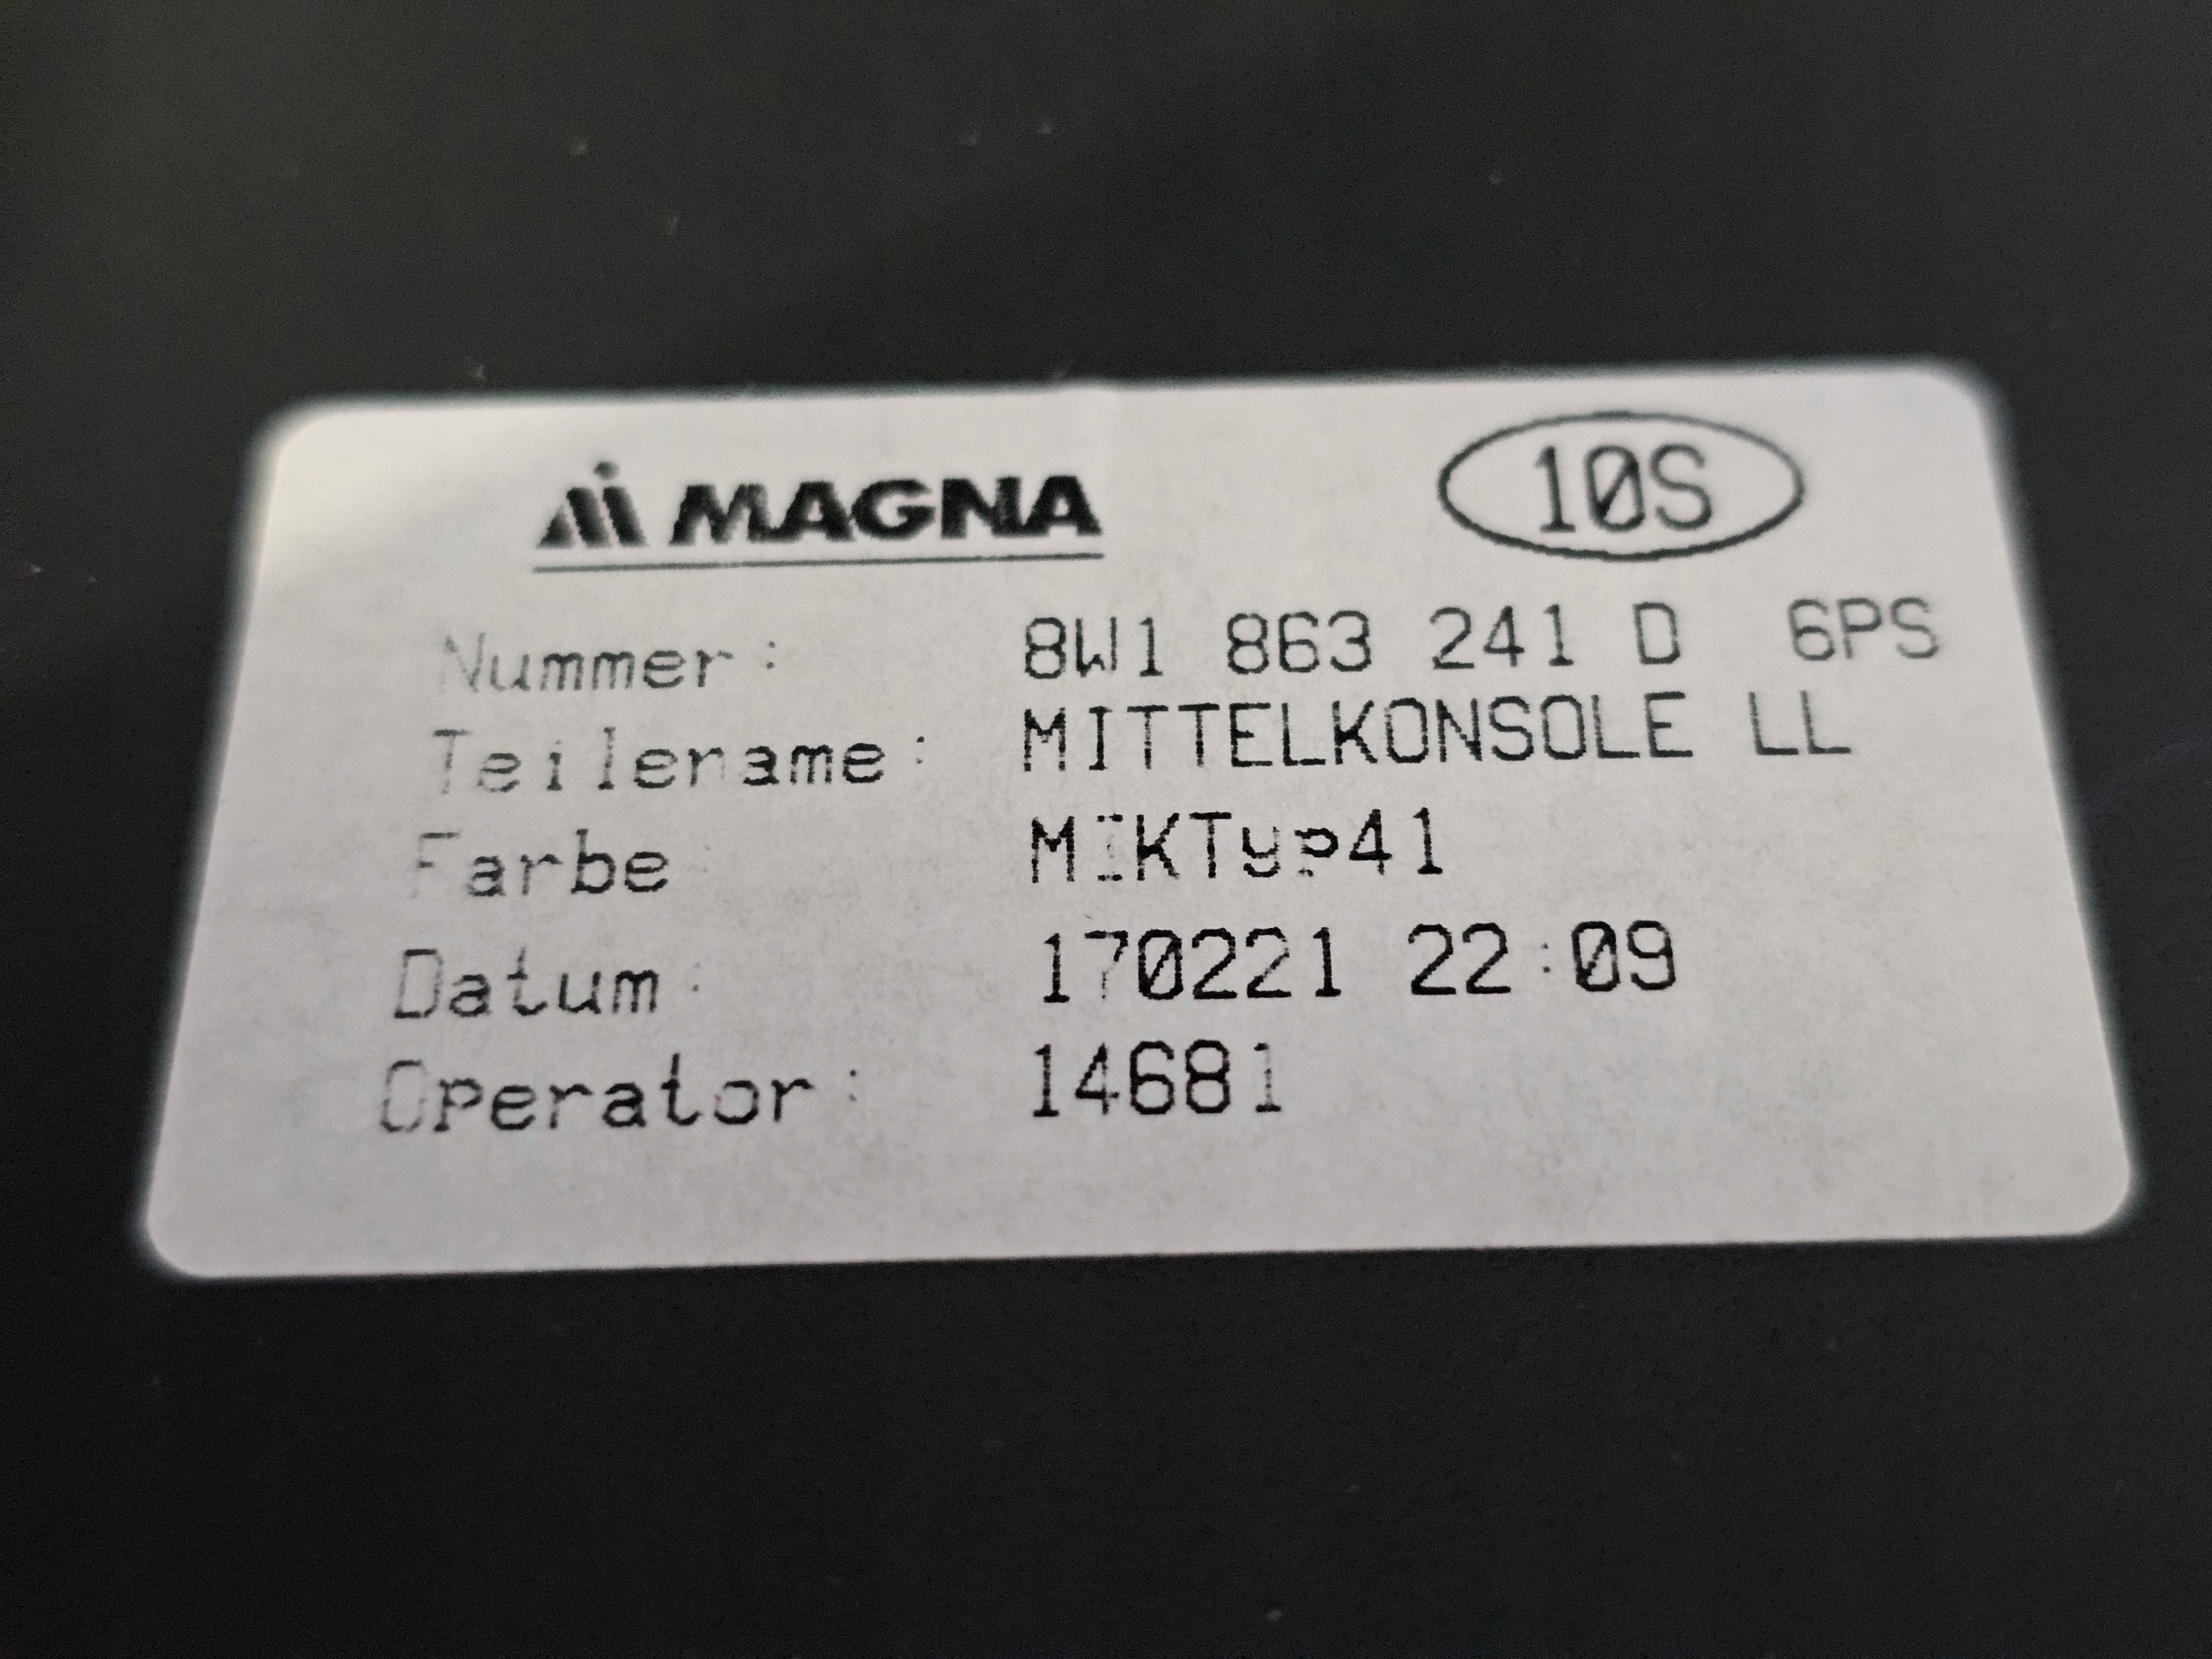 MAGNA 10S
Nummer: 8W1 863 241 D 6PS
Teilename: MITTELKONSOLE LL
Farbe : MIKTyp41
Datum: 170221 22:09
Operator: 14681